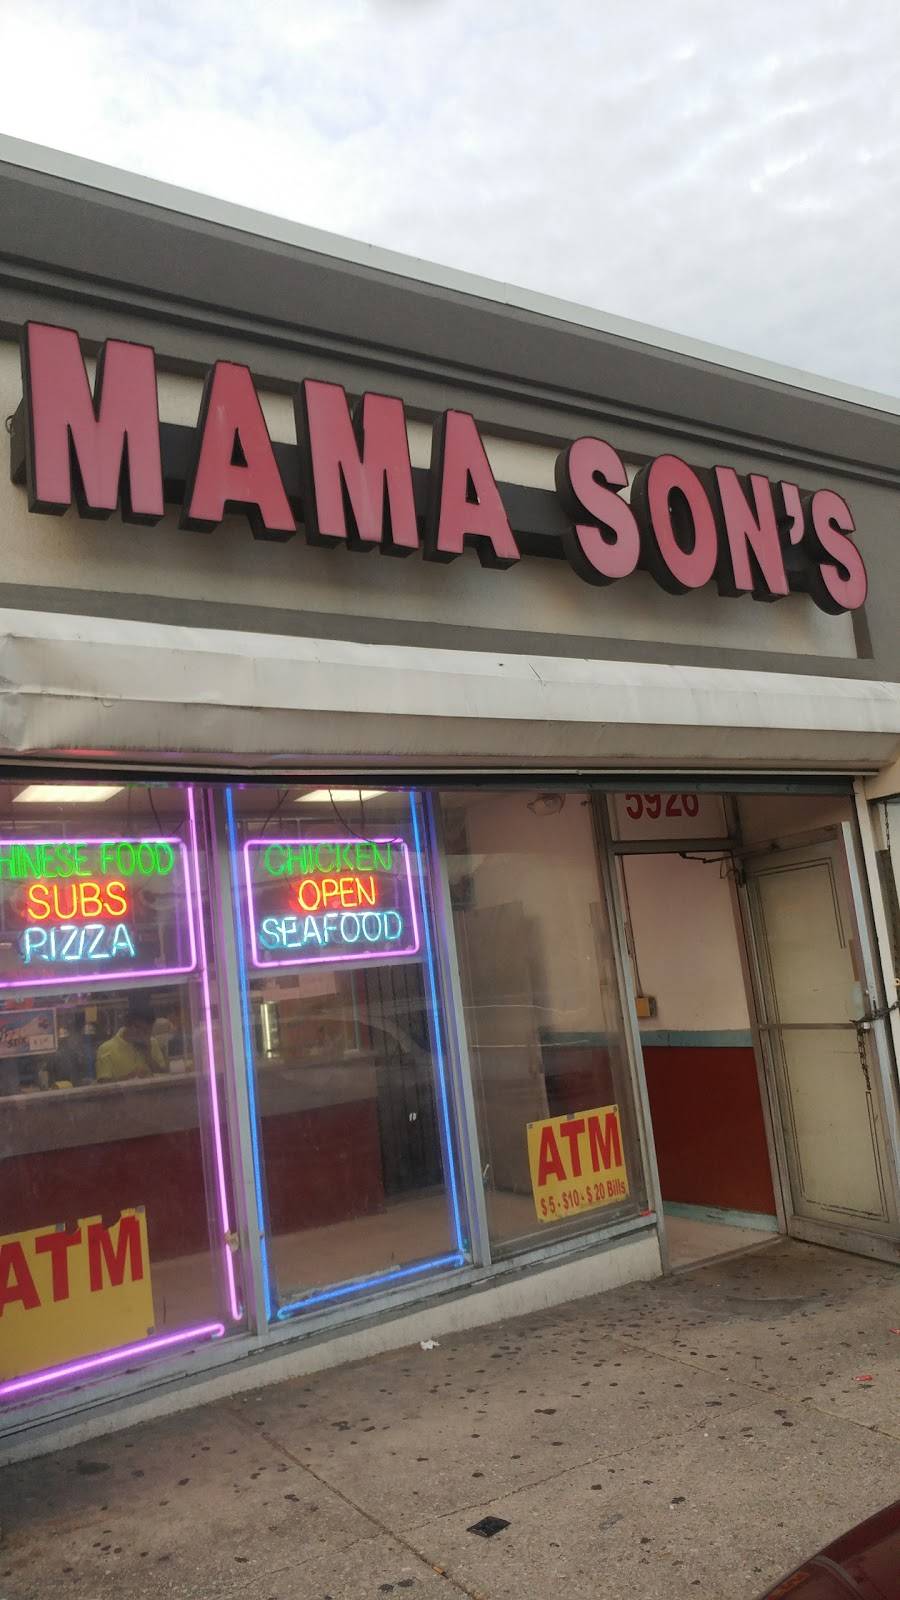 MAMA SON'S
5926
HINESE FOOD
SUBS
PIZZA
CHICKEN
OPEN
SEAFOOD
ATM
$5 - $10 - $20 Bills
ATM